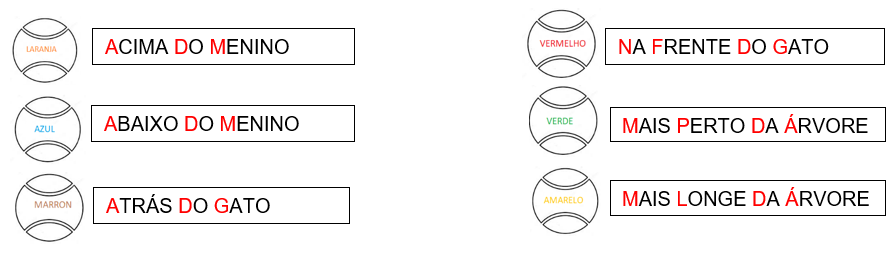 LARANJA ACIMA DO MENINO
AZUL ABAIXO DO MENINO
MARRON ATRÁS DO GATO
VERMELHO NA FRENTE DO GATO
VERDE MAIS PERTO DA ÁRVORE
AMARELO MAIS LONGE DA ÁRVORE